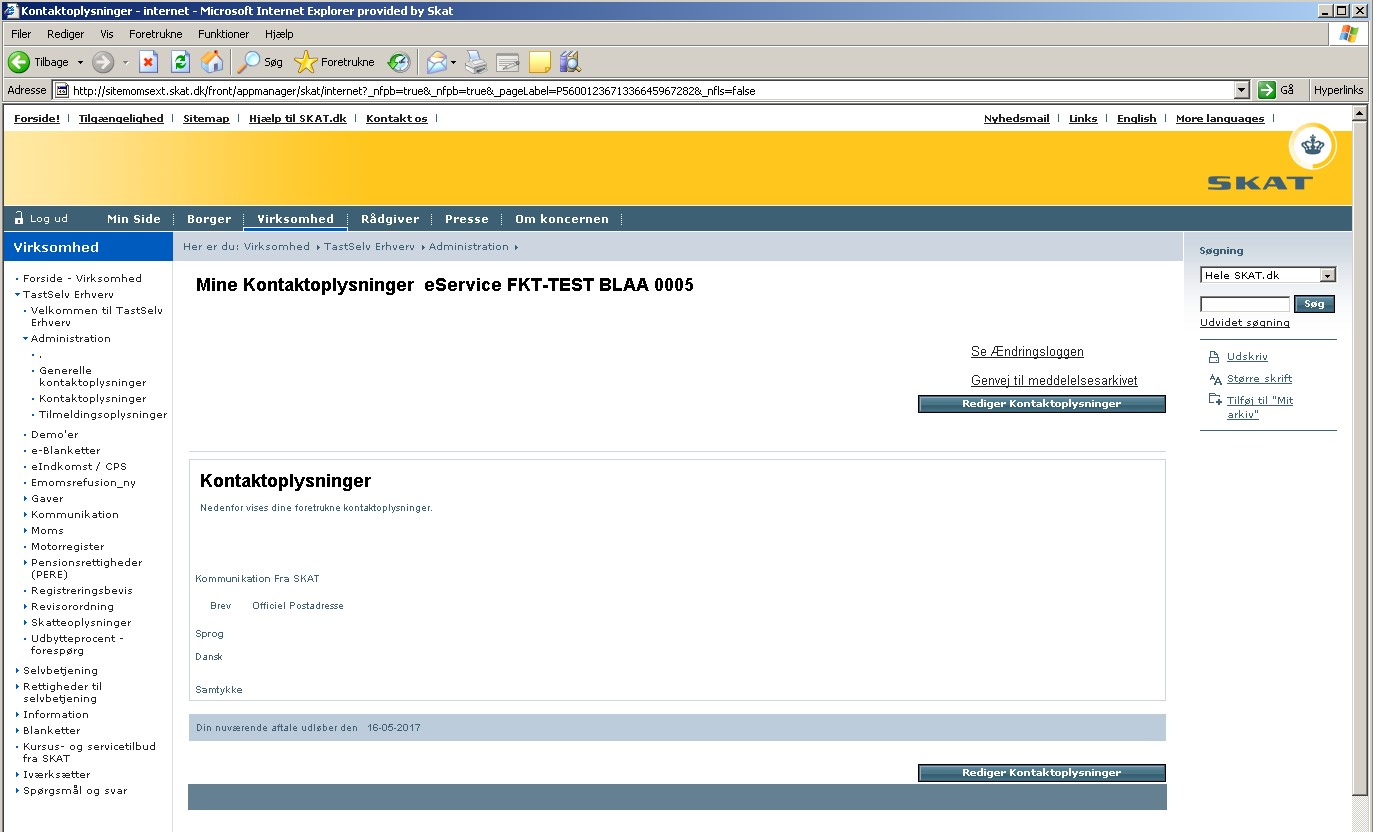 Kontaktoplysninger - internet - Microsoft Internet Explorer provided by Skat
Filer Rediger Vis Foretrukne Funktioner Hjælp
Tilbage Søg Foretrukne
Adresse http://sitemomsext.skat.dk/front/appmanager/skat/internet?_nfpb=true&_nfpb=true&_pageLabel=P5600123671336645967282&_nfls=false Gå Hyperlinks
Forside! Tilgængelighed Sitemap Hjælp til SKAT.dk Kontakt os Nyhedsmail Links English More languages
SKAT
Log ud Min Side Borger Virksomhed Rådgiver Presse Om koncernen
Virksomhed
Her er du: Virksomhed TastSelv Erhverv Administration
Forside - Virksomhed
TastSelv Erhverv
Velkommen til TastSelv
Erhverv
Administration
.
Generelle
kontaktoplysninger
Kontaktoplysninger
Tilmeldingsoplysninger
Demo'er
e-Blanketter
eIndkomst / CPS
Emomsrefusion_ny
Gaver
Kommunikation
Moms
Motorregister
Pensionsrettigheder
(PERE)
Registreringsbevis
Revisorordning
Skatteoplysninger
Udbytteprocent -
forespørg
Selvbetjening
Rettigheder til
selvbetjening
Information
Blanketter
Kursus- og servicetilbud
fra SKAT
Iværksætter
Spørgsmål og svar
Mine Kontaktoplysninger eService FKT-TEST BLAA 0005
Se Ændringsloggen
Genvej til meddelelsesarkivet
Rediger Kontaktoplysninger
Kontaktoplysninger
Nedenfor vises dine foretrukne kontaktoplysninger.
Kommunikation Fra SKAT
Brev Officiel Postadresse
Sprog
Dansk
Samtykke
Din nuværende aftale udløber den 16-05-2017
Rediger Kontaktoplysninger
Søgning
Hele SKAT.dk
Søg
Udvidet søgning
Udskriv
AA Større skrift
Tilføj til "Mit
arkiv"